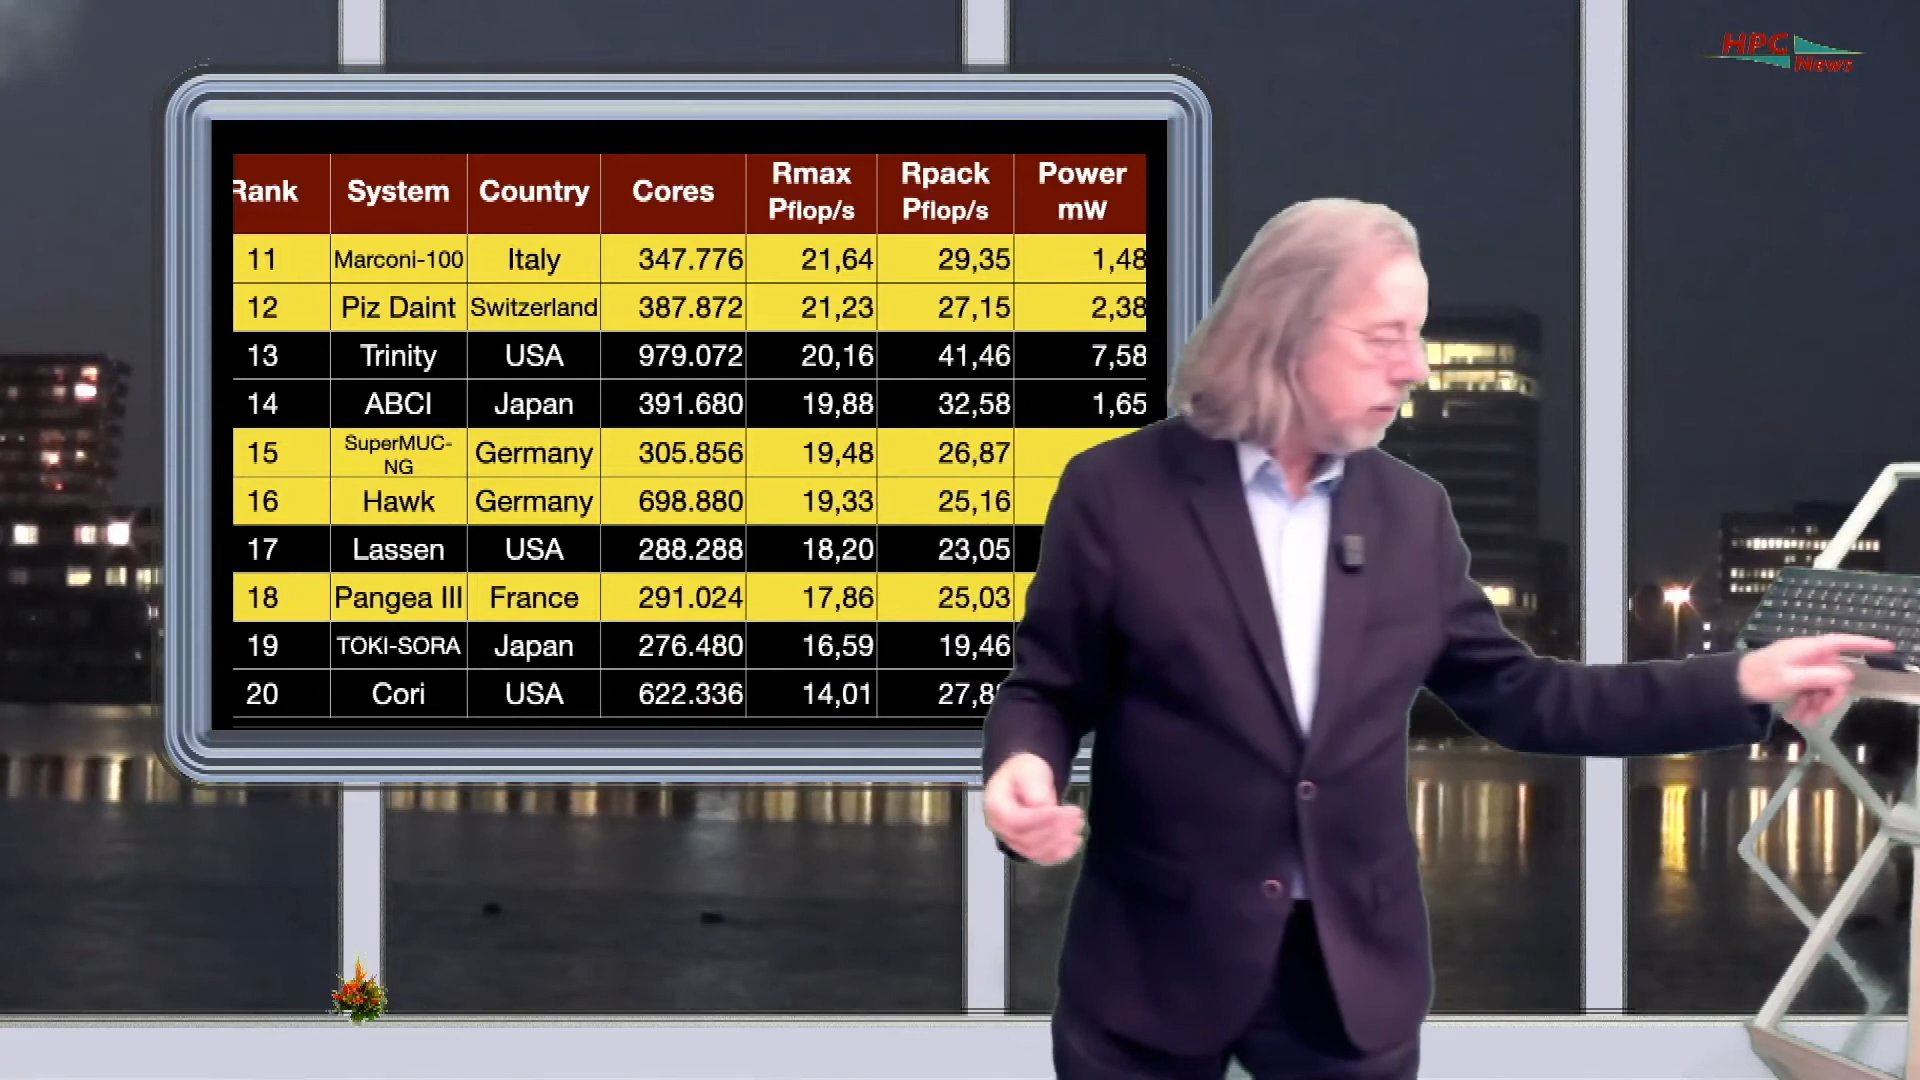 HPC
News
Rank System Country Cores Rmax Pflop/s Rpack Pflop/s Power mW
11 Marconi-100 Italy 347.776 21,64 29,35 1,48
12 Piz Daint Switzerland 387.872 21,23 27,15 2,38
13 Trinity USA 979.072 20,16 41,46 7,58
14 ABCI Japan 391.680 19,88 32,58 1,65
15 SuperMUC-NG Germany 305.856 19,48 26,87
16 Hawk Germany 698.880 19,33 25,16
17 Lassen USA 288.288 18,20 23,05
18 Pangea III France 291.024 17,86 25,03
19 TOKI-SORA Japan 276.480 16,59 19,46
20 Cori USA 622.336 14,01 27,8